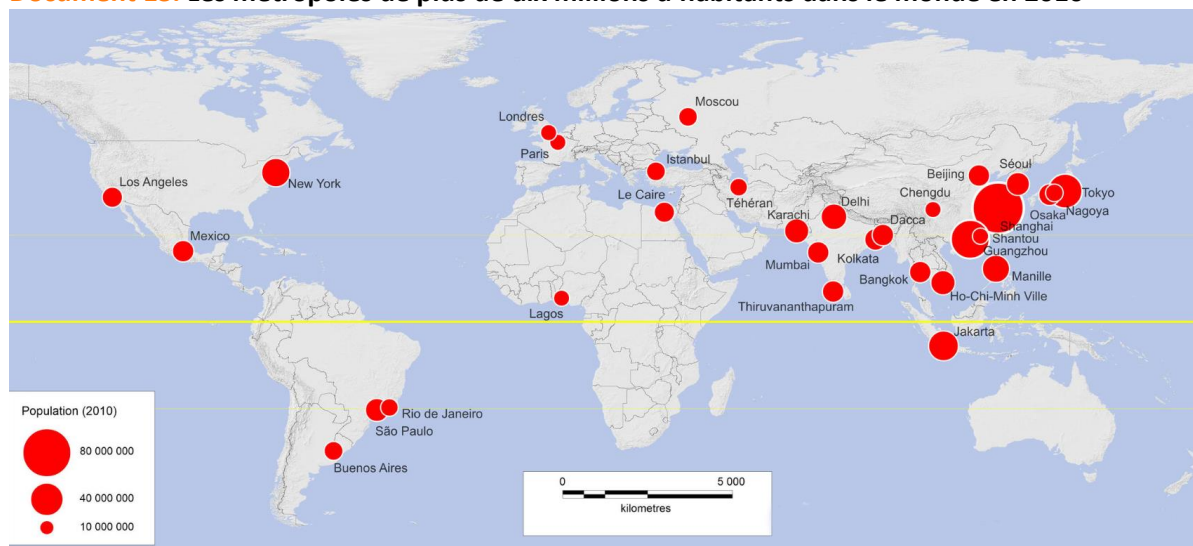 Document Les métropoles de plus de dix millions d'habitants dans le monde en 2010
Moscou
Londres
Paris
Istanbul
Séoul
Beijing
New York
Los Angeles
Le Caire
Téhéran
Chengdu
Tokyo
Delhi
Karachi
Dacca
Osaka
Nagoya
Shanghai
Mexico
Shantou
Guangzhou
Kolkata
Mumbai
Manille
Bangkok
Ho-Chi-Minh Ville
Thiruvananthapuram
Lagos
Jakarta
Rio de Janeiro
São Paulo
Buenos Aires
Population (2010)
80 000 000
40 000 000
10 000 000
0 5 000
kilometres